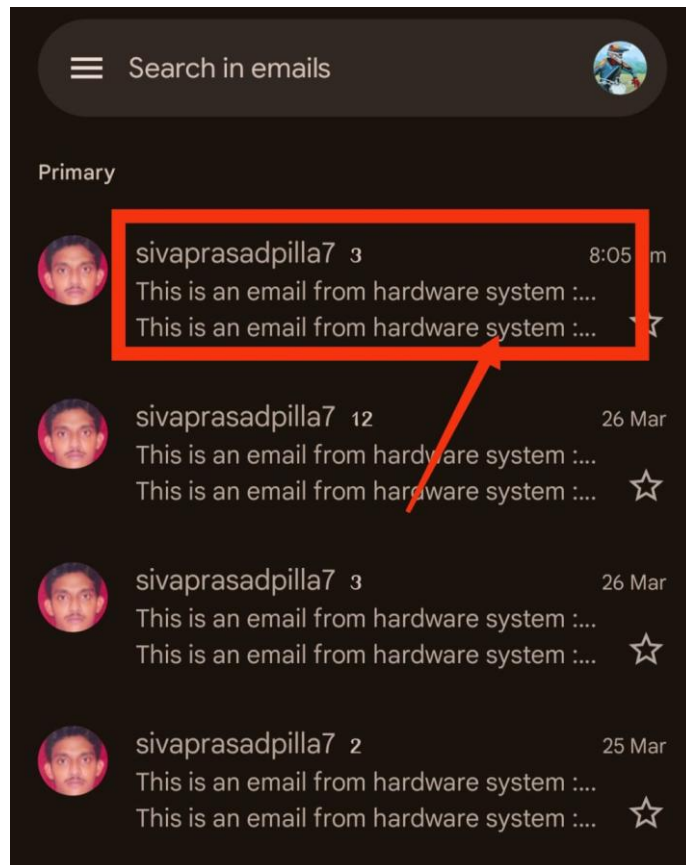 Search in emails
Primary
sivaprasadpilla7 3 8:05 m
This is an email from hardware system :...
This is an email from hardware system :...
sivaprasadpilla7 12 26 Mar
This is an email from hardware system :...
This is an email from hardware system :...
sivaprasadpilla7 3 26 Mar
This is an email from hardware system :...
This is an email from hardware system :...
sivaprasadpilla7 2 25 Mar
This is an email from hardware system :...
This is an email from hardware system :...